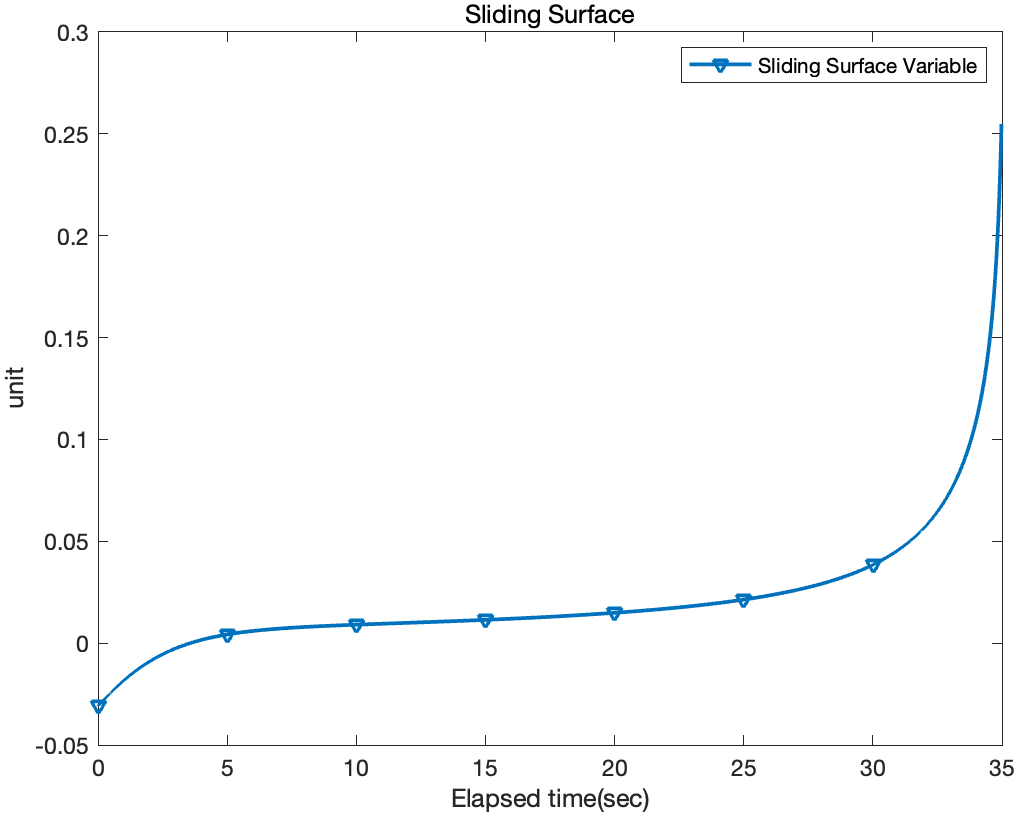 Sliding Surface
Sliding Surface Variable
unit
0.3
0.25
0.2
0.15
0.1
0.05
0
-0.05
0 5 10 15 20 25 30 35
Elapsed time(sec)